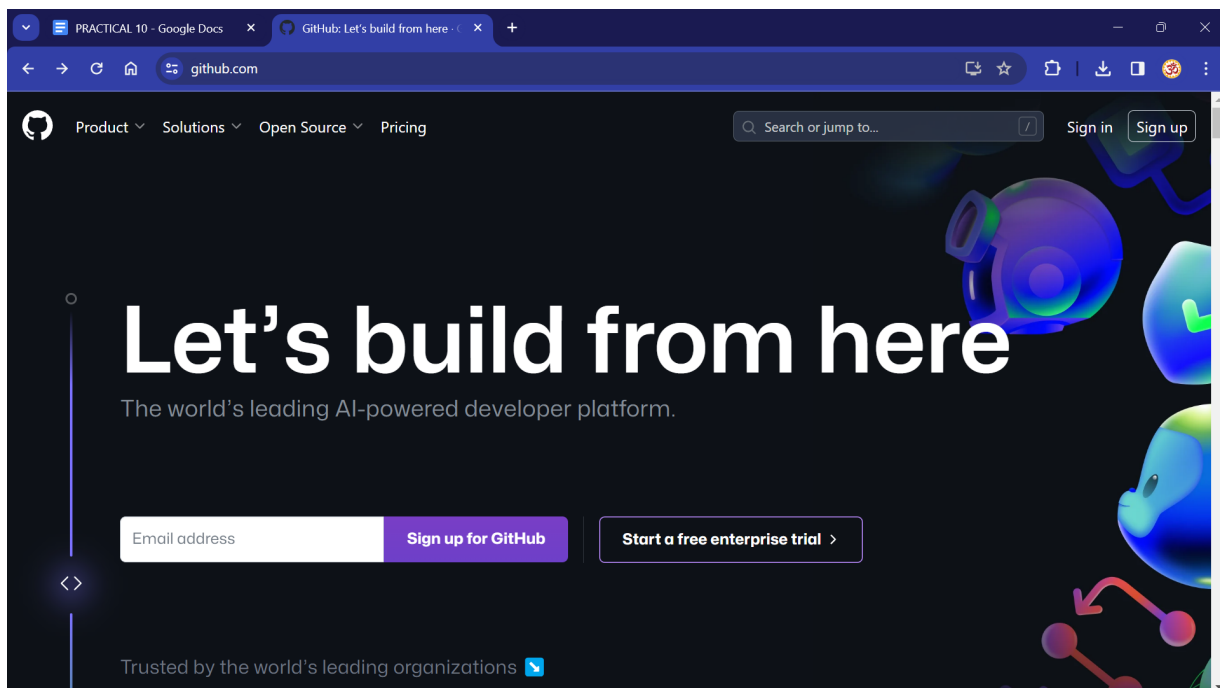 PRACTICAL 10 - Google Docs
GitHub: Let's build from here ·
github.com
Product Solutions Open Source Pricing
Search or jump to... /
Sign in Sign up
Let's build from here
The world's leading AI-powered developer platform.
Email address Sign up for GitHub Start a free enterprise trial
Trusted by the world's leading organizations